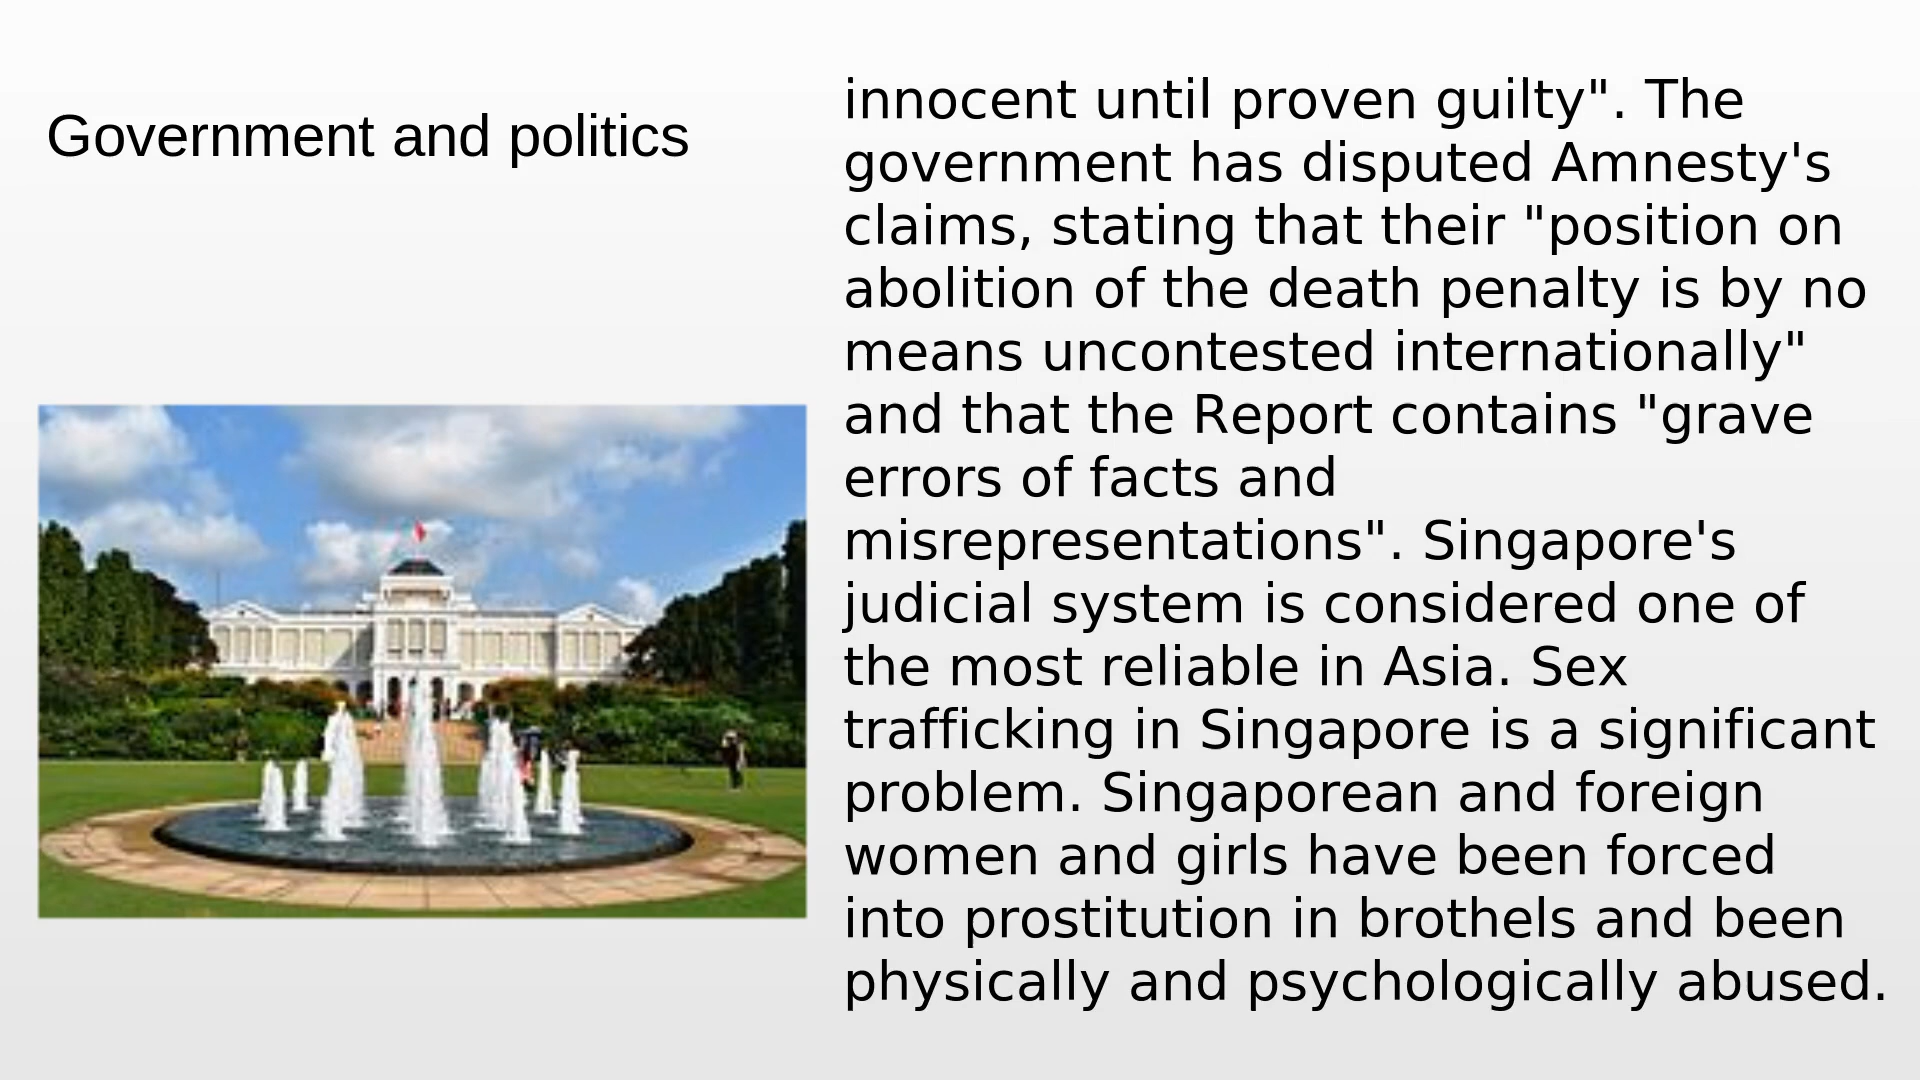 Government and politics
innocent until proven guilty". The
government has disputed Amnesty's
claims, stating that their "position on
abolition of the death penalty is by no
means uncontested internationally"
and that the Report contains "grave
errors of facts and
misrepresentations". Singapore's
judicial system is considered one of
the most reliable in Asia. Sex
trafficking in Singapore is a significant
problem. Singaporean and foreign
women and girls have been forced
into prostitution in brothels and been
physically and psychologically abused.